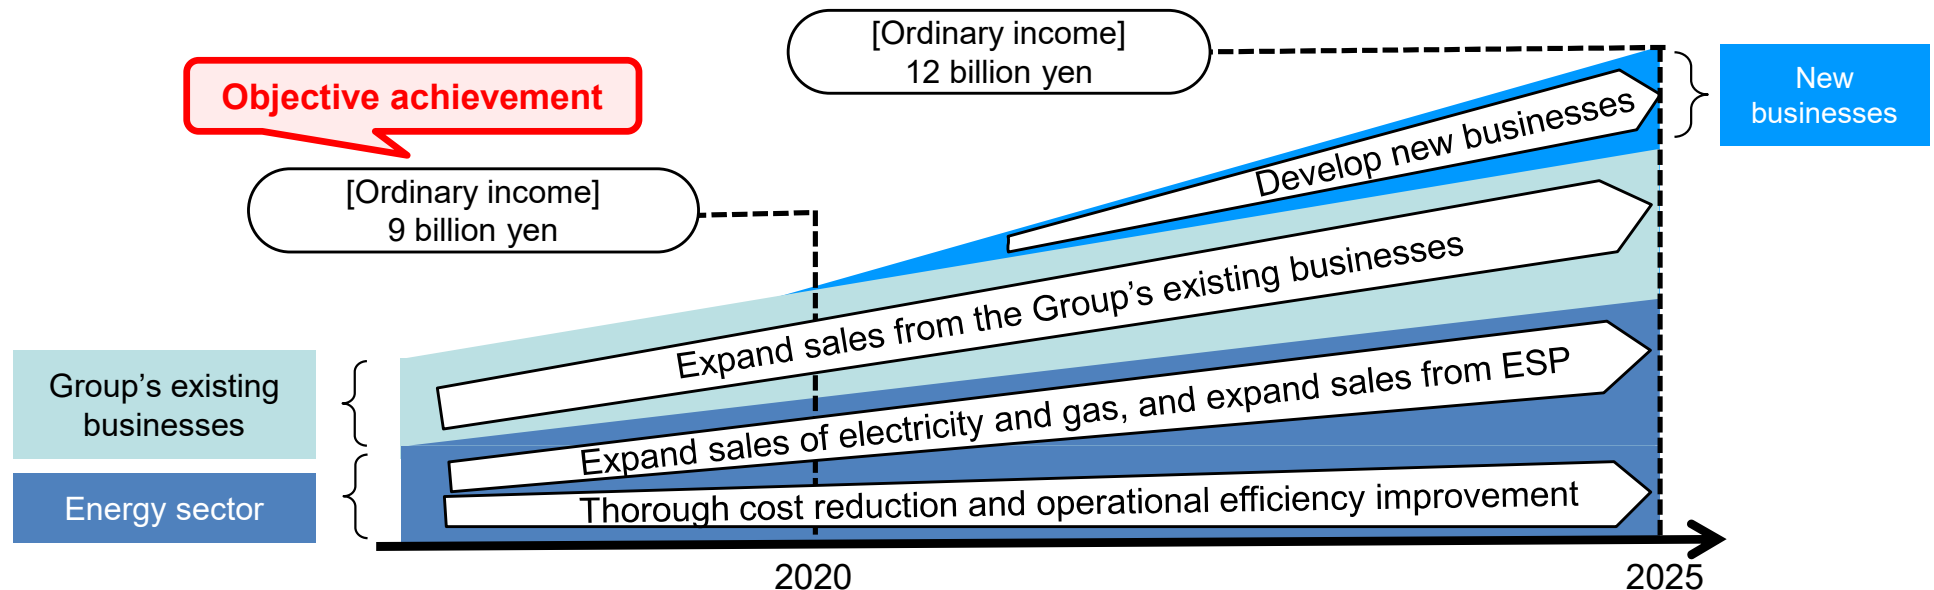 [Ordinary income]
12 billion yen
New
businesses
Objective achievement
[Ordinary income]
9 billion yen
Develop new businesses
Expand sales from the Group’s existing businesses
Group’s existing
businesses
Expand sales of electricity and gas, and expand sales from ESP
Energy sector
Thorough cost reduction and operational efficiency improvement
2020
2025